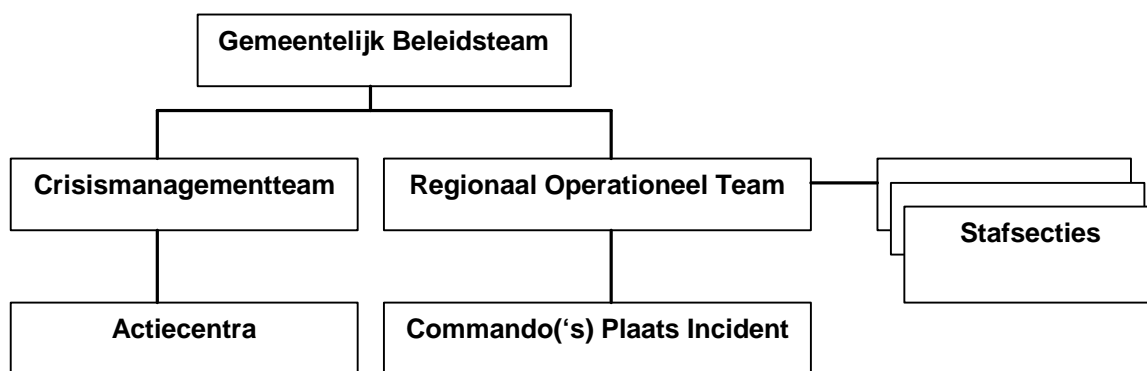 Gemeentelijk Beleidsteam
Crisismanagementteam
Regionaal Operationeel Team
Stafsecties
Actiecentra
Commando(‘s) Plaats Incident